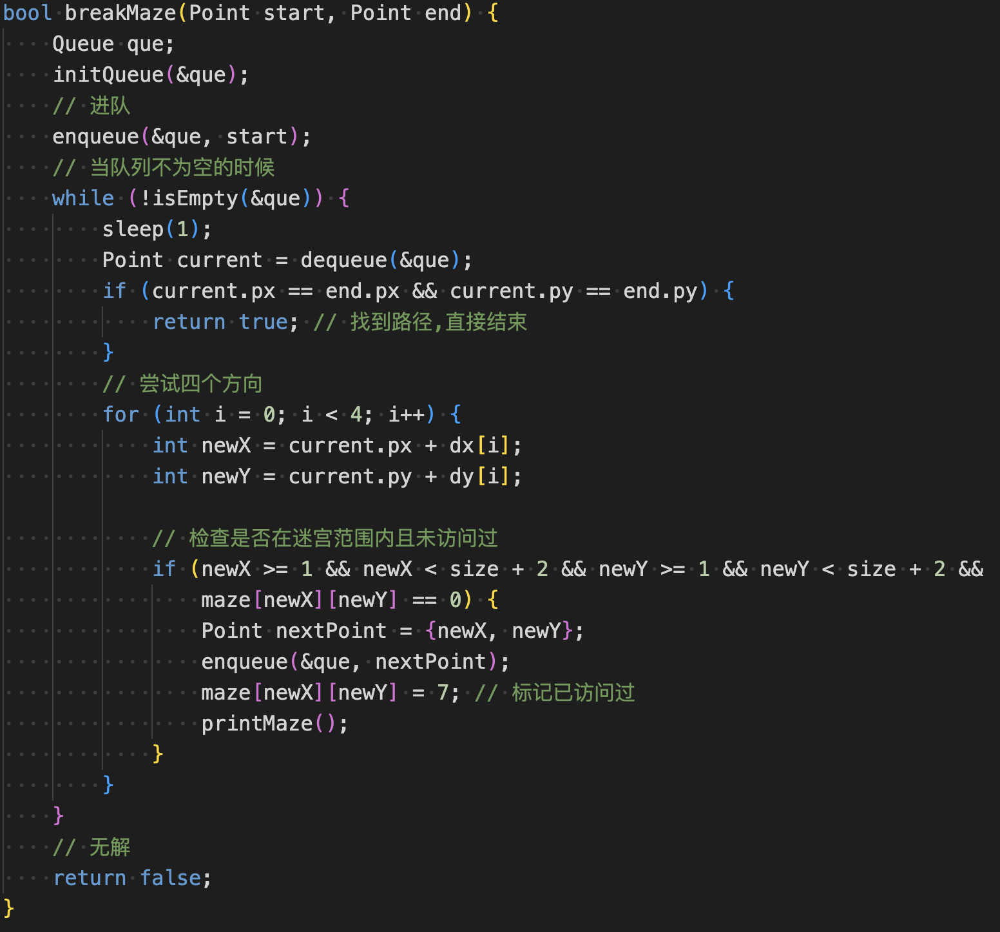 bool breakMaze(Point start, Point end) {
    Queue que;
    initQueue(&que);
    // 进队
    enqueue(&que, start);
    // 当队列不为空的时候
    while (!isEmpty(&que)) {
        sleep(1);
        Point current = dequeue(&que);
        if (current.px == end.px && current.py == end.py) {
            return true; // 找到路径,直接结束
        }
        // 尝试四个方向
        for (int i = 0; i < 4; i++) {
            int newX = current.px + dx[i];
            int newY = current.py + dy[i];

            // 检查是否在迷宫范围内且未访问过
            if (newX >= 1 && newX < size + 2 && newY >= 1 && newY < size + 2 &&
                maze[newX][newY] == 0) {
                Point nextPoint = {newX, newY};
                enqueue(&que, nextPoint);
                maze[newX][newY] = 7; // 标记已访问过
                printMaze();
            }
        }
    }
    // 无解
    return false;
}